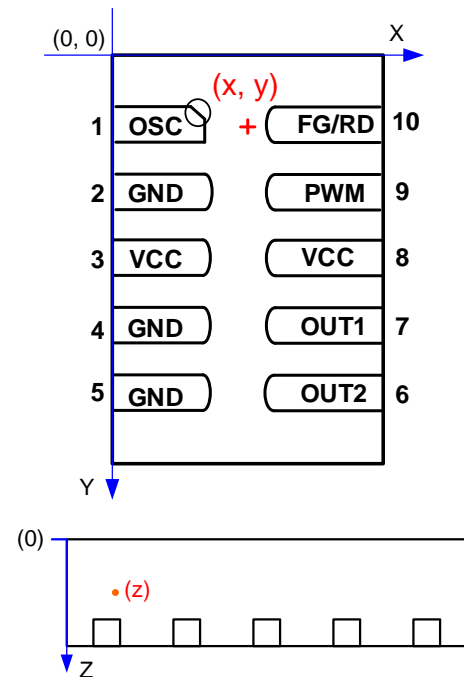 (0, 0) X
(x, y)
1 OSC + FG/RD 10
2 GND PWM 9
3 VCC VCC 8
4 GND OUT1 7
5 GND OUT2 6
Y
(0)
(z)
Z